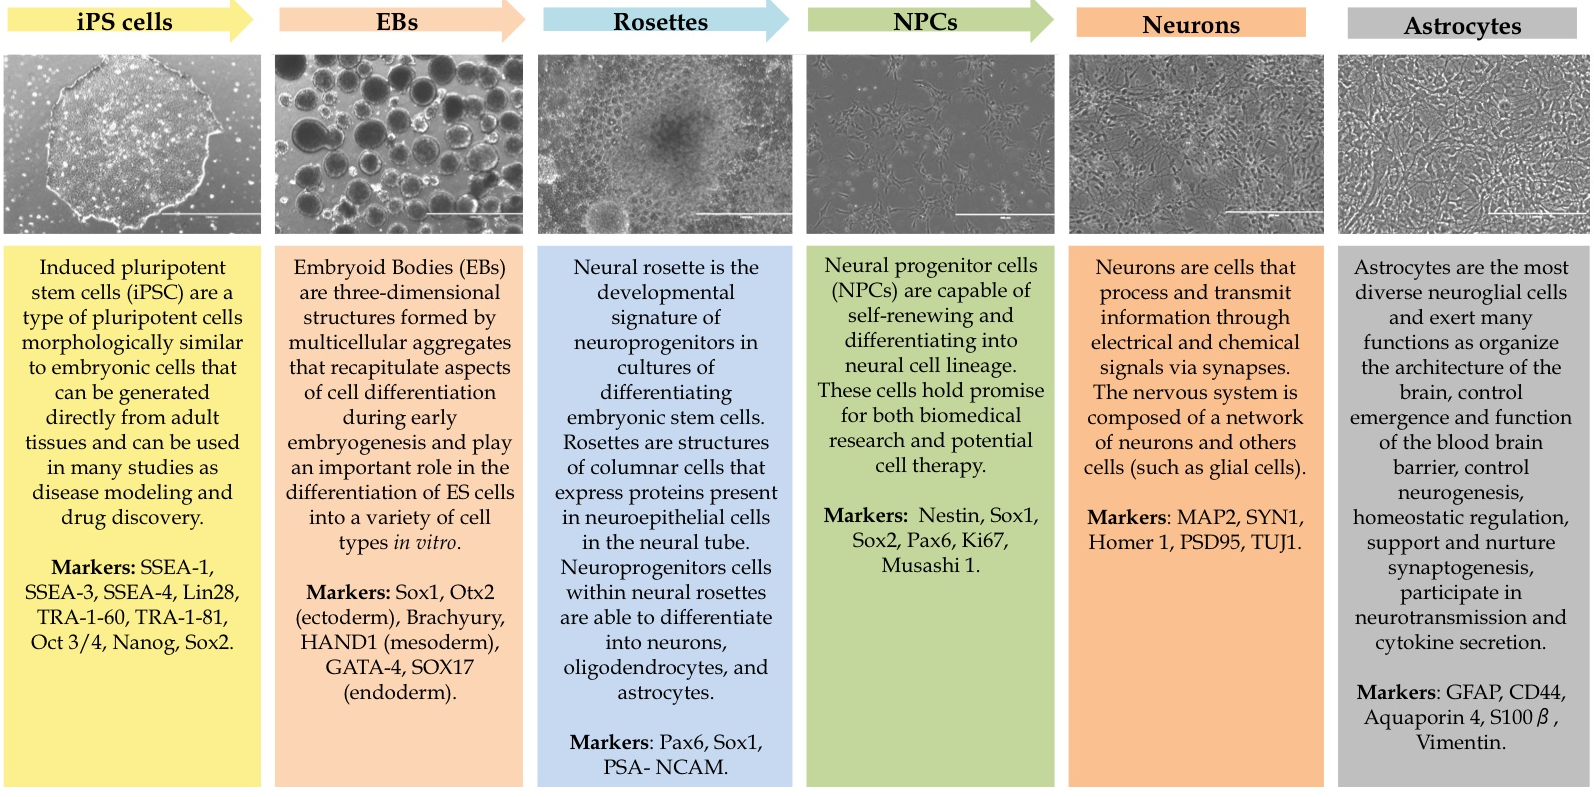 iPS cells
EBs
Rosettes
NPCs
Neurons
Astrocytes
Induced pluripotent
stem cells (iPSC) are a
type of pluripotent cells
morphologically similar
to embryonic cells that
can be generated
directly from adult
tissues and can be used
in many studies as
disease modeling and
drug discovery.
Markers: SSEA-1,
SSEA-3, SSEA-4, Lin28,
TRA-1-60, TRA-1-81,
Oct 3/4, Nanog, Sox2.
Embryoid Bodies (EBs)
are three-dimensional
structures formed by
multicellular aggregates
that recapitulate aspects
of cell differentiation
during early
embryogenesis and play
an important role in the
differentiation of ES cells
into a variety of cell
types in vitro.
Markers: Sox1, Otx2
(ectoderm), Brachyury,
HAND1 (mesoderm),
GATA-4, SOX17
(endoderm).
Neural rosette is the
developmental
signature of
neuroprogenitors in
cultures of
differentiating
embryonic stem cells.
Rosettes are structures
of columnar cells that
express proteins present
in neuroepithelial cells
in the neural tube.
Neuroprogenitors cells
within neural rosettes
are able to differentiate
into neurons,
oligodendrocytes, and
astrocytes.
Markers: Pax6, Sox1,
PSA- NCAM.
Neural progenitor cells
(NPCs) are capable of
self-renewing and
differentiating into
neural cell lineage.
These cells hold promise
for both biomedical
research and potential
cell therapy.
Markers: Nestin, Sox1,
Sox2, Pax6, Ki67,
Musashi 1.
Neurons are cells that
process and transmit
information through
electrical and chemical
signals via synapses.
The nervous system is
composed of a network
of neurons and others
cells (such as glial cells).
Markers: MAP2, SYN1,
Homer 1, PSD95, TUJ1.
Astrocytes are the most
diverse neuroglial cells
and exert many
functions as organize
the architecture of the
brain, control
emergence and function
of the blood brain
barrier, control
neurogenesis,
homeostatic regulation,
support and nurture
synaptogenesis,
participate in
neurotransmission and
cytokine secretion.
Markers: GFAP, CD44,
Aquaporin 4, S100β,
Vimentin.